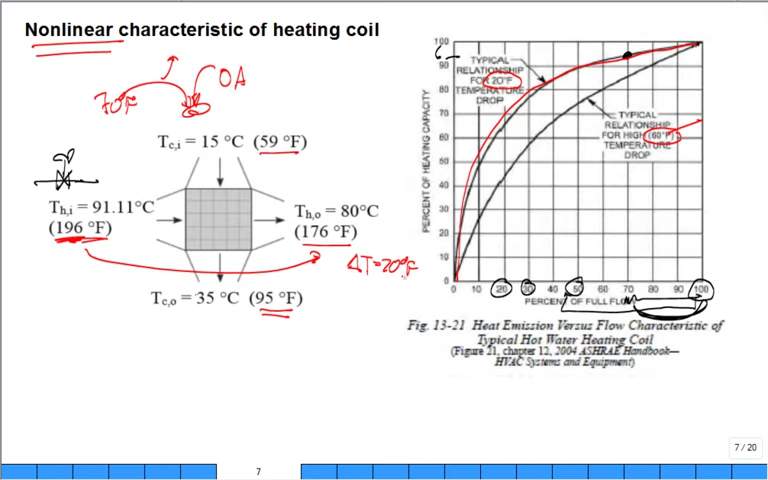 Nonlinear characteristic of heating coil
70°F
OA
Tc,i = 15 °C (59 °F)
Th,i = 91.11°C
(196 °F)
Th,o = 80°C
(176 °F)
ΔT=20°F
Tc,o = 35 °C (95 °F)
PERCENT OF HEATING CAPACITY
100
90
80
70
60
50
40
30
20
10
0
TYPICAL
RELATIONSHIP
FOR 20°F
TEMPERATURE
DROP
TYPICAL
RELATIONSHIP
FOR HIGH (60°F)
TEMPERATURE
DROP
0 10 20 30 40 50 60 70 80 90 100
PERCENT OF FULL FLOW
Fig. 13-21 Heat Emission Versus Flow Characteristic of
Typical Hot Water Heating Coil
(Figure 21, chapter 12, 2004 ASHRAE Handbook—
HVAC Systems and Equipment)
7 / 20
7